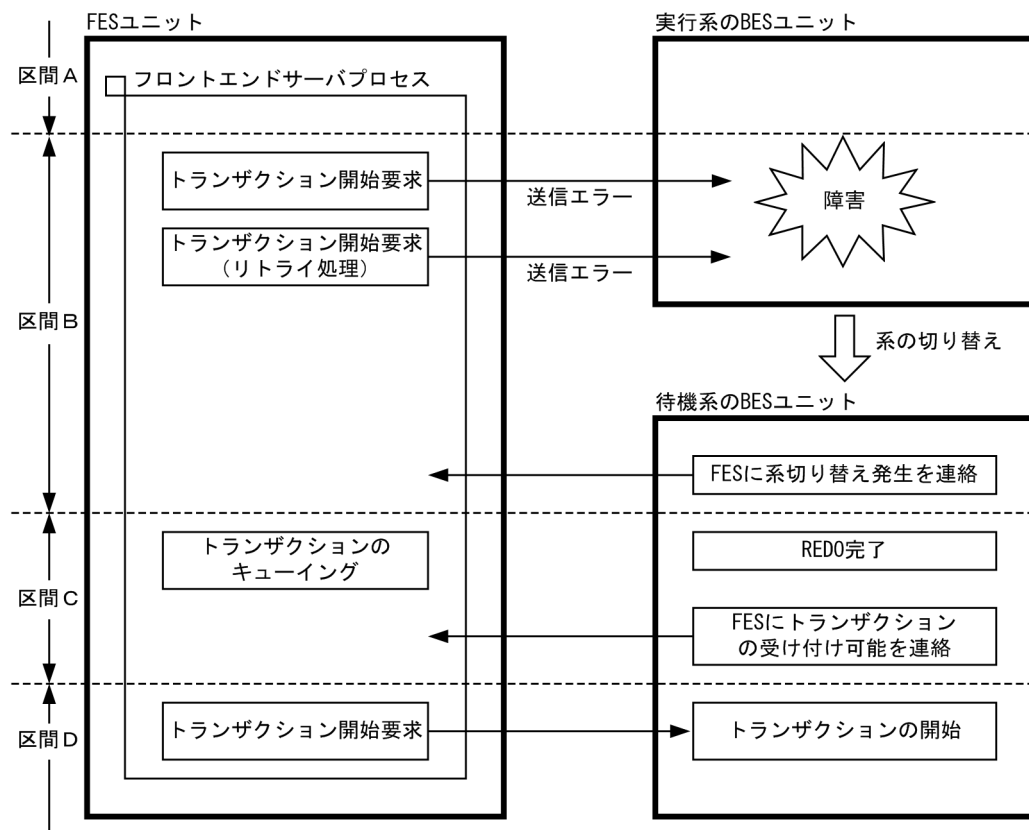 FESユニット
実行系のBESユニット
区間A
フロントエンドサーバプロセス
トランザクション開始要求
送信エラー
障害
トランザクション開始要求
(リトライ処理)
送信エラー
区間B
系の切り替え
待機系のBESユニット
FESに系切り替え発生を連絡
トランザクションの
キューイング
REDO完了
区間C
FESにトランザクション
の受け付け可能を連絡
区間D
トランザクション開始要求
トランザクションの開始